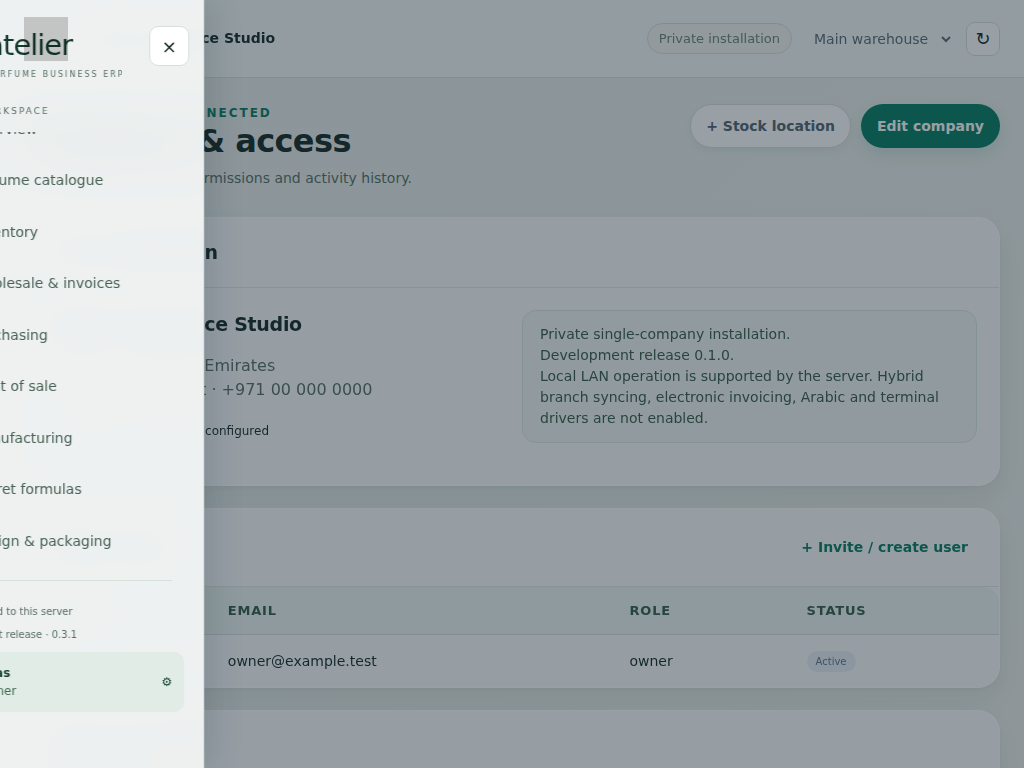 atelier
RFUME BUSINESS ERP
×
RKSPACE
ume catalogue
entory
olesale & invoices
chasing
t of sale
ufacturing
ret formulas
ign & packaging
d to this server
t release · 0.3.1
as
ner
⚙
ce Studio
Private installation
Main warehouse
↻
NECTED
& access
rmissions and activity history.
+ Stock location
Edit company
n
ce Studio
Emirates
· +971 00 000 0000
configured
Private single-company installation.
Development release 0.1.0.
Local LAN operation is supported by the server. Hybrid
branch syncing, electronic invoicing, Arabic and terminal
drivers are not enabled.
+ Invite / create user
EMAIL
ROLE
STATUS
owner@example.test
owner
Active